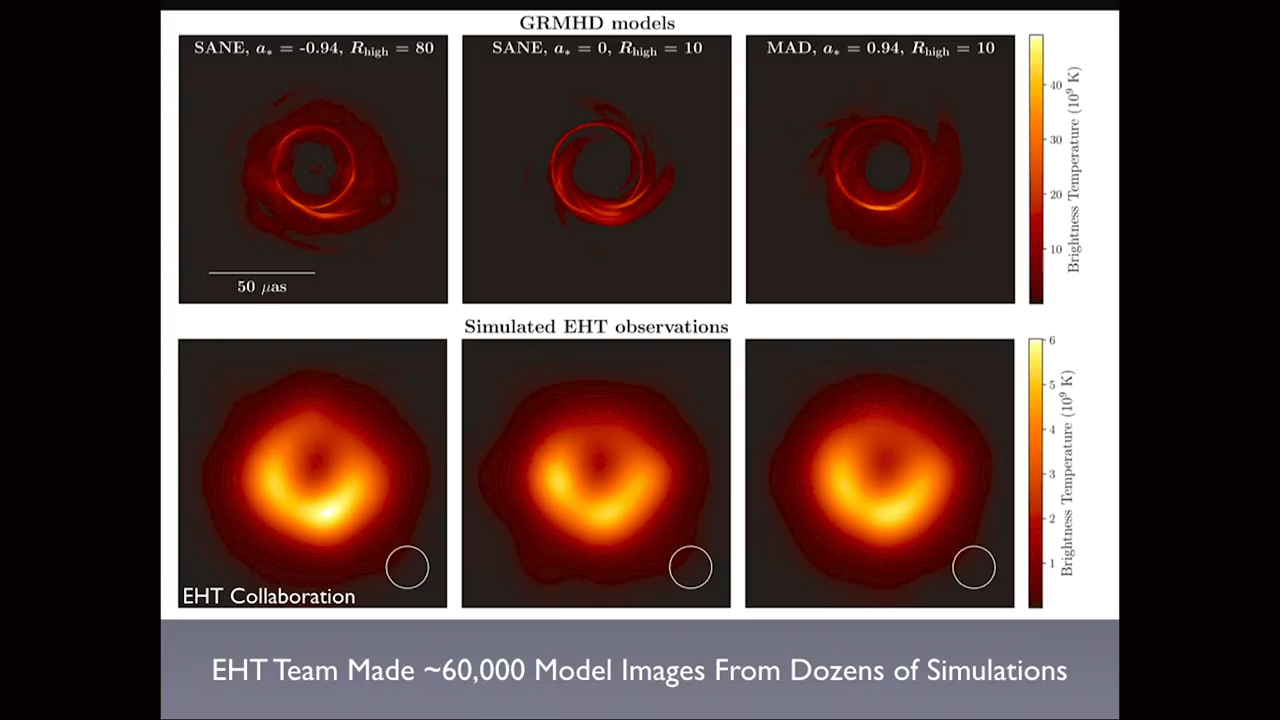 GRMHD models
SANE, a* = -0.94, Rhigh = 80
SANE, a* = 0, Rhigh = 10
MAD, a* = 0.94, Rhigh = 10
50 μas
40
30
20
10
Brightness Temperature (10⁹ K)
Simulated EHT observations
6
5
4
3
2
1
Brightness Temperature (10⁹ K)
EHT Collaboration
EHT Team Made ~60,000 Model Images From Dozens of Simulations